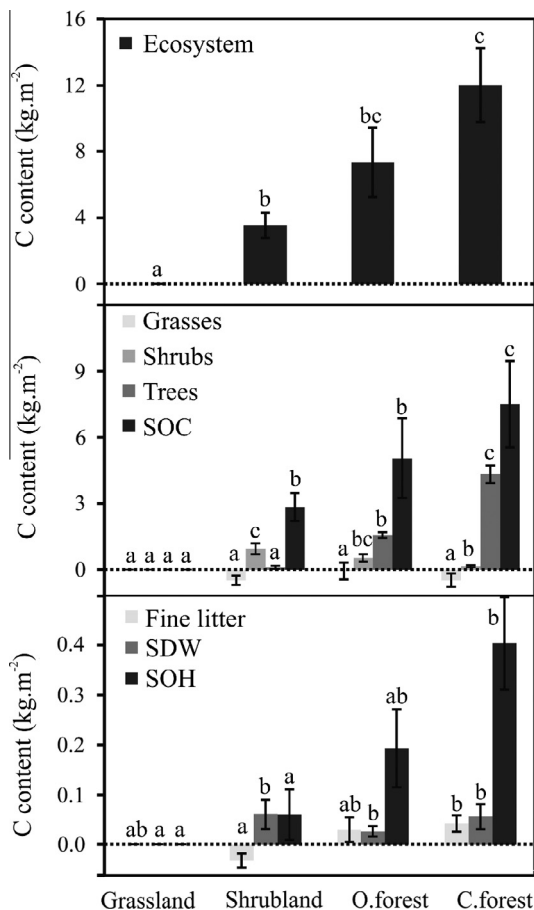 16
12
8
4
0
C content (kg.m-2)
Ecosystem
a
b
bc
c
9
6
3
0
C content (kg.m-2)
Grasses
Shrubs
Trees
SOC
a a a a
a c a b
a bc b b
a b c c
0.4
0.3
0.2
0.1
0.0
C content (kg.m-2)
Fine litter
SDW
SOH
ab a a
a b a
ab b ab
b b b
Grassland Shrubland O.forest C.forest